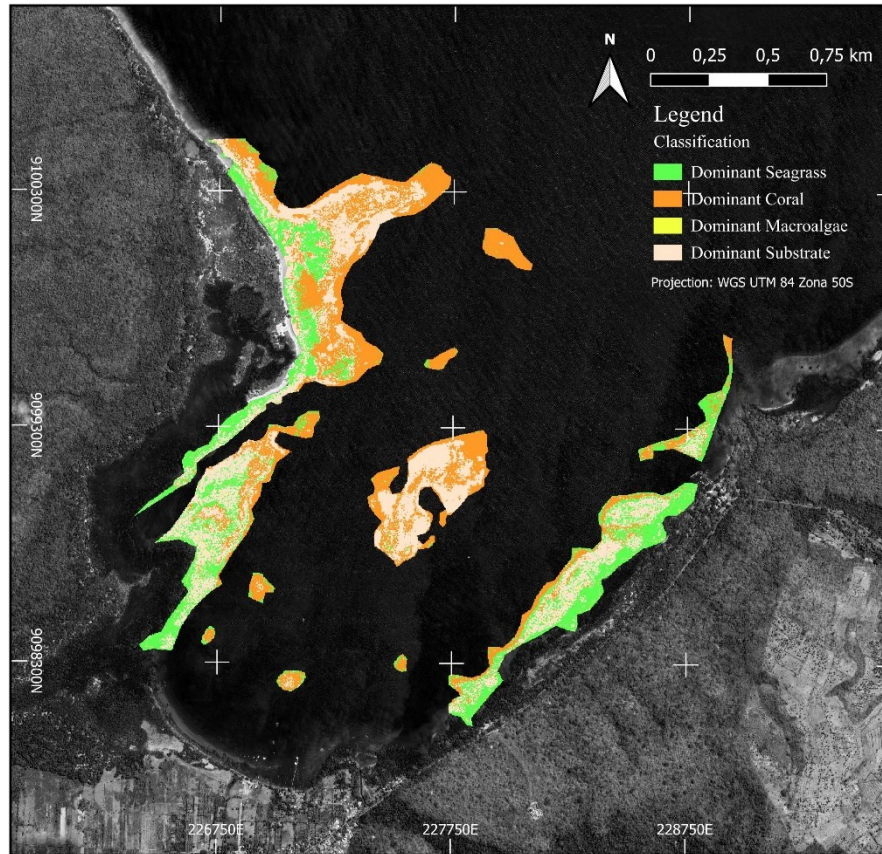 N
0 0,25 0,5 0,75 km
Legend
Classification
Dominant Seagrass
Dominant Coral
Dominant Macroalgae
Dominant Substrate
Projection: WGS UTM 84 Zona 50S
9100300N
9099300N
9098300N
226750E 227750E 228750E